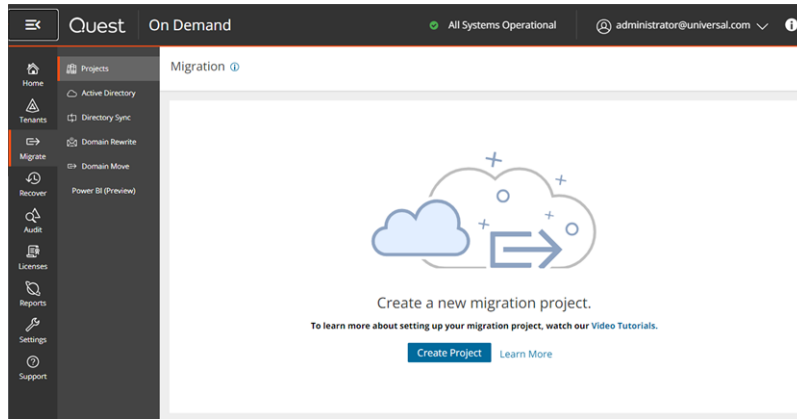 Quest On Demand
All Systems Operational
administrator@universal.com
Home
Tenants
Migrate
Recover
Audit
Licenses
Reports
Settings
Support
Projects
Active Directory
Directory Sync
Domain Rewrite
Domain Move
Power BI (Preview)
Migration
Create a new migration project.
To learn more about setting up your migration project, watch our Video Tutorials.
Create Project Learn More